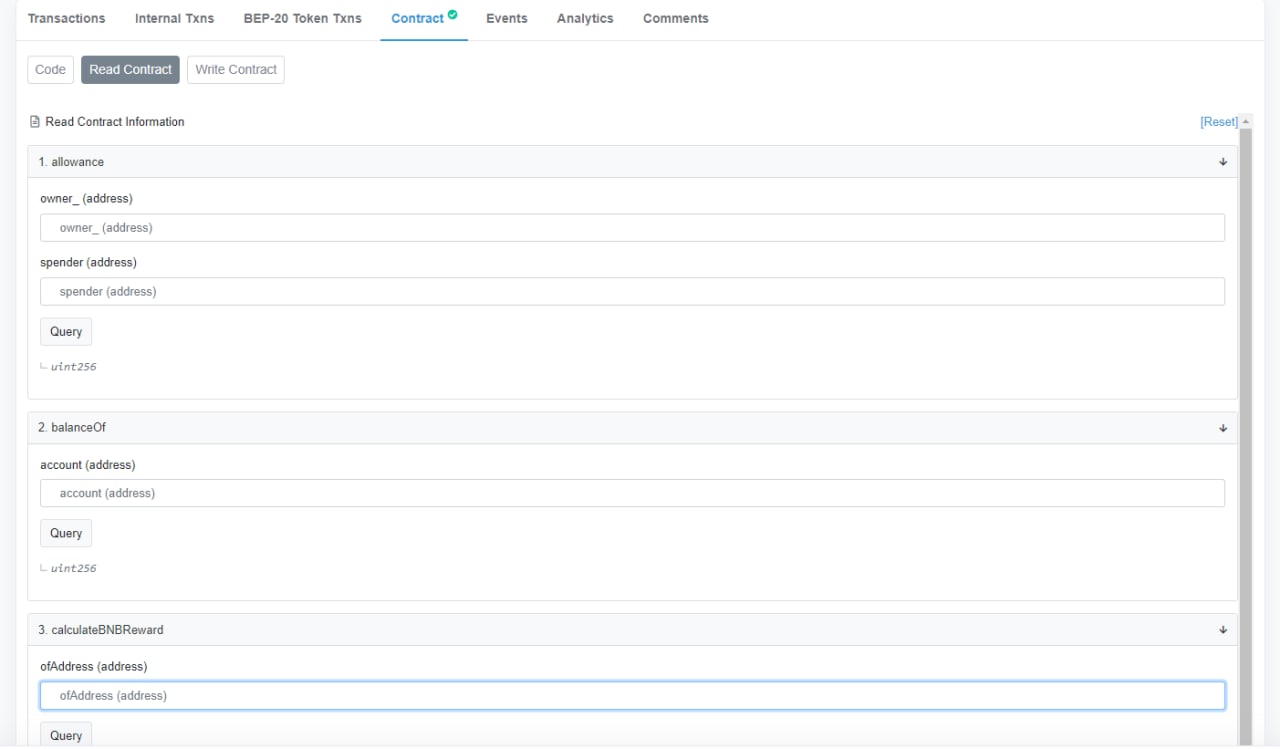 Transactions Internal Txns BEP-20 Token Txns Contract Events Analytics Comments
Code Read Contract Write Contract
Read Contract Information [Reset]
1. allowance
owner_ (address)
owner_ (address)
spender (address)
spender (address)
Query
uint256
2. balanceOf
account (address)
account (address)
Query
uint256
3. calculateBNBReward
ofAddress (address)
ofAddress (address)
Query